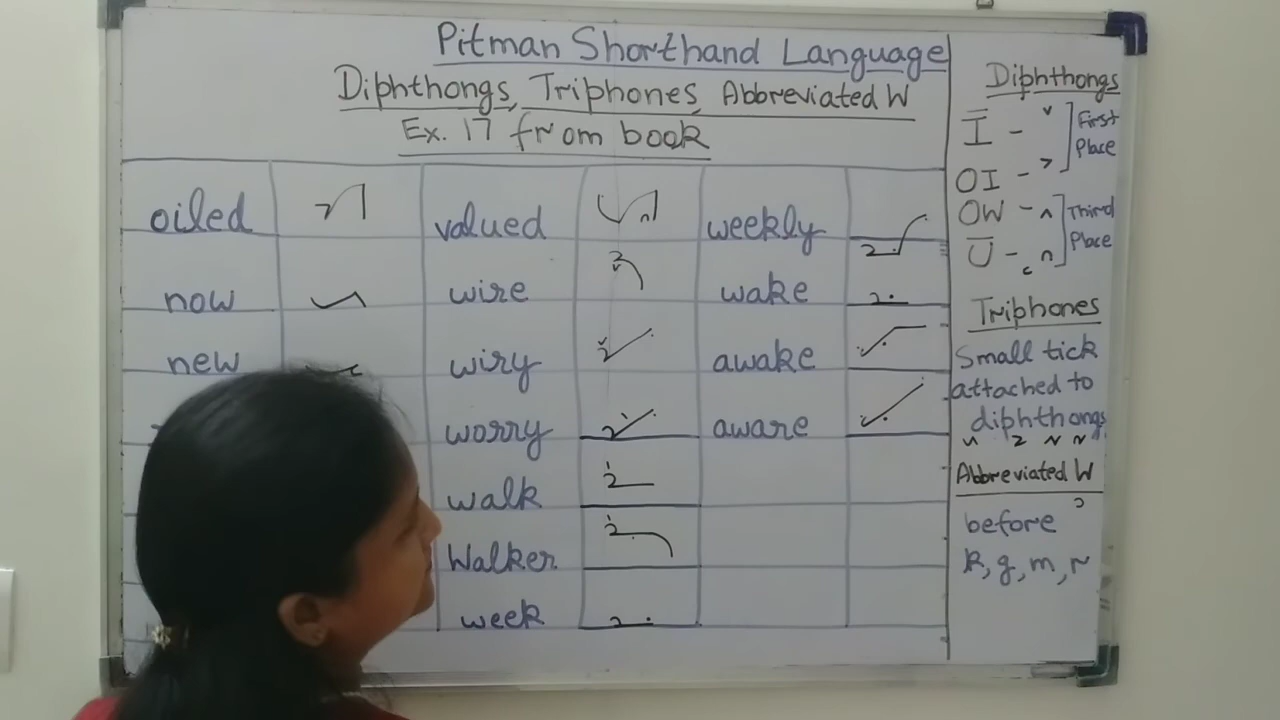 Pitman Shorthand Language
Diphthongs, Triphones, Abbreviated W
Ex. 17 from book
oiled valued weekly
now wire wake
new wiry awake
worry aware
walk
Walker
week
Diphthongs
Ī - First
OI - Place
OW - Third
Ū - Place
Triphones
Small tick
attached to
diphthongs
Abbreviated W
before
k, g, m, r